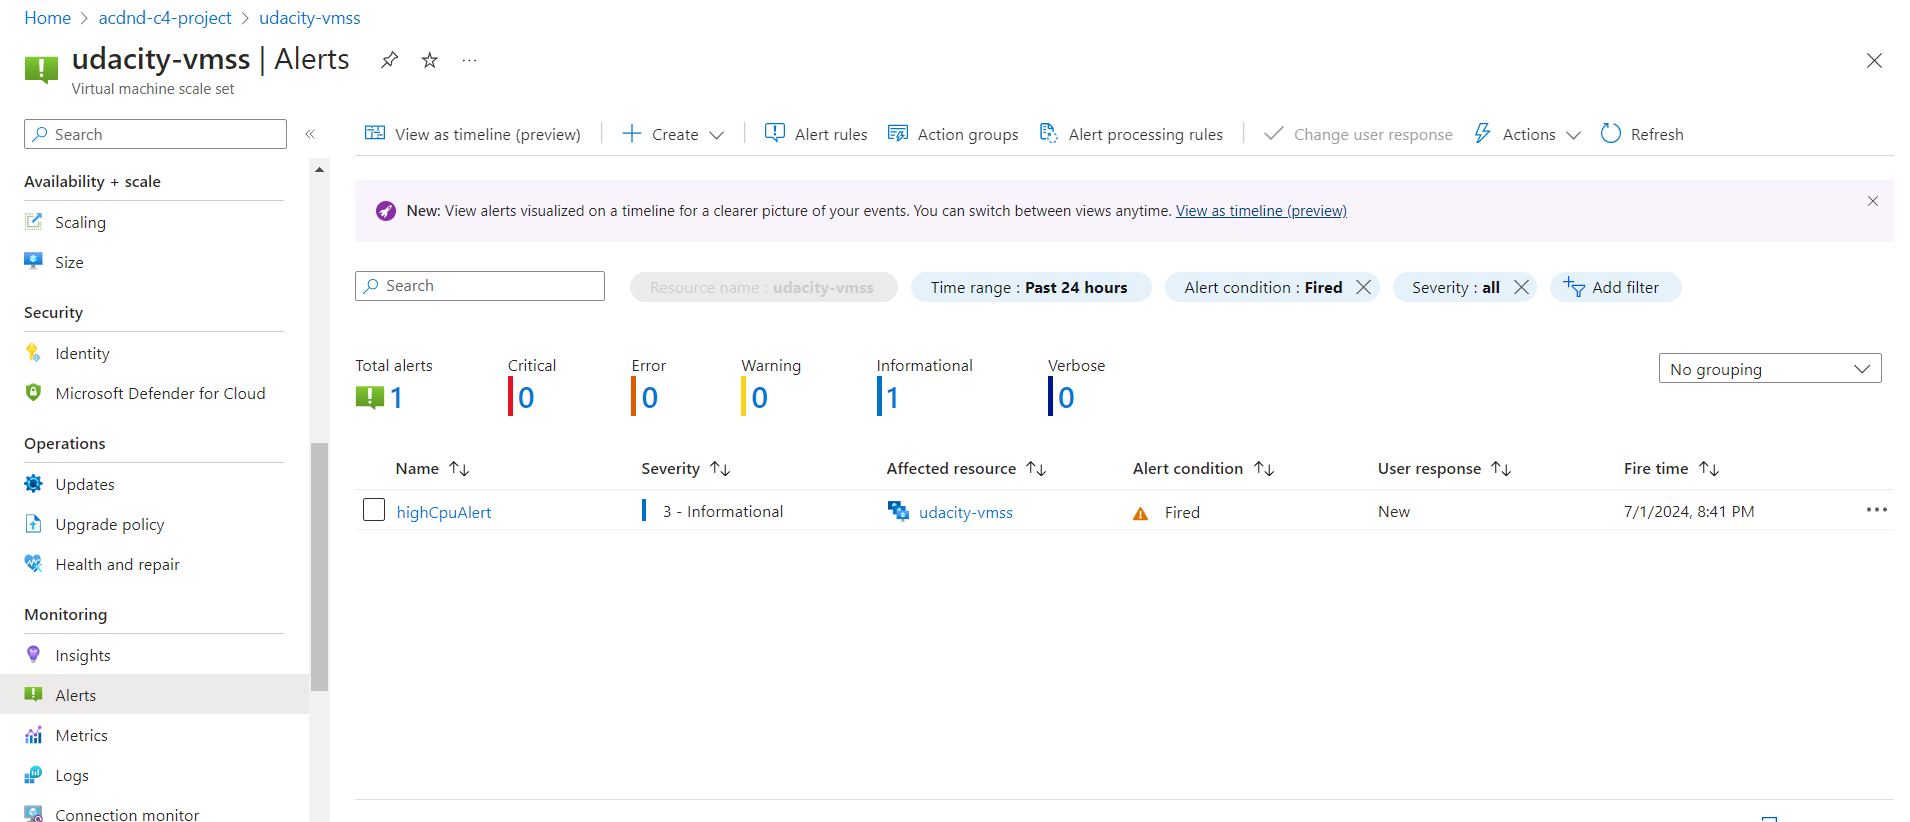 Home > acdnd-c4-project > udacity-vmss
udacity-vmss | Alerts
Virtual machine scale set
Search
Availability + scale
Scaling
Size
Security
Identity
Microsoft Defender for Cloud
Operations
Updates
Upgrade policy
Health and repair
Monitoring
Insights
Alerts
Metrics
Logs
Connection monitor
View as timeline (preview) Create Alert rules Action groups Alert processing rules Change user response Actions Refresh
New: View alerts visualized on a timeline for a clearer picture of your events. You can switch between views anytime. View as timeline (preview)
Search Resource name : udacity-vmss Time range : Past 24 hours Alert condition : Fired Severity : all Add filter
Total alerts Critical Error Warning Informational Verbose
1 0 0 0 1 0
No grouping
Name Severity Affected resource Alert condition User response Fire time
highCpuAlert 3 - Informational udacity-vmss Fired New 7/1/2024, 8:41 PM